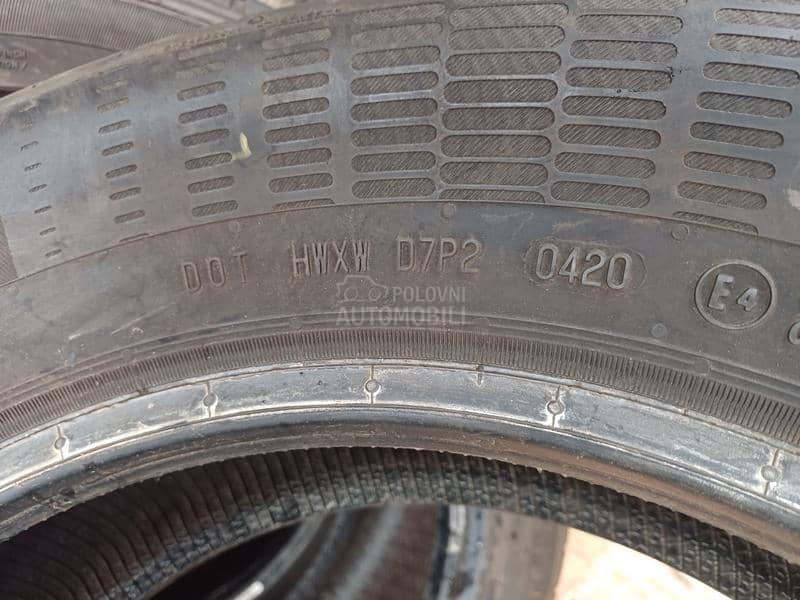 DOT HWXW D7P2 0420 E4
POLOVNI
AUTOMOBILI